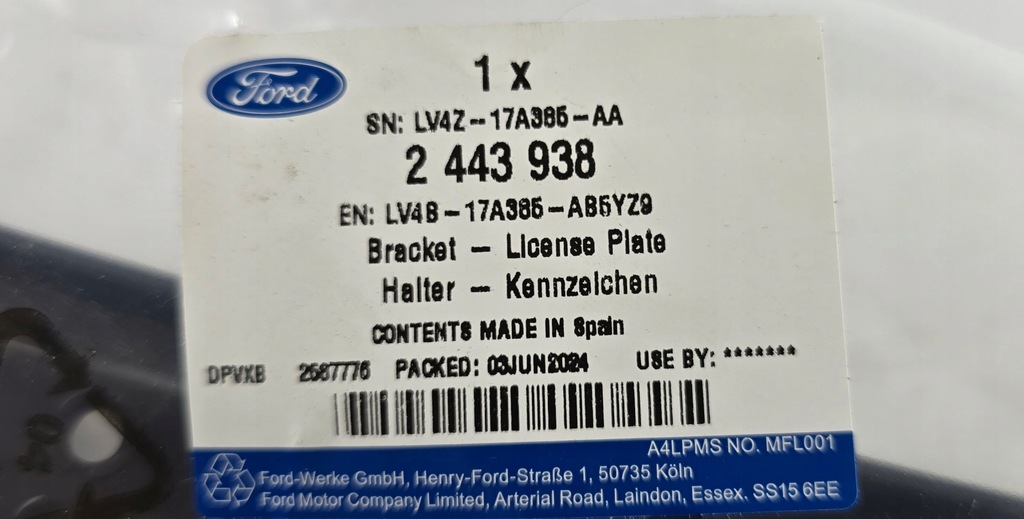 Ford
1 x
SN: LV4Z-17A385-AA
2 443 938
EN: LV4B-17A385-AB5YZ9
Bracket - License Plate
Halter - Kennzeichen
CONTENTS MADE IN Spain
DPVXB 2587776 PACKED: 03JUN2024 USE BY: *******
A4LPMS NO. MFL001
Ford-Werke GmbH, Henry-Ford-Straße 1, 50735 Köln
Ford Motor Company Limited, Arterial Road, Laindon, Essex. SS15 6EE